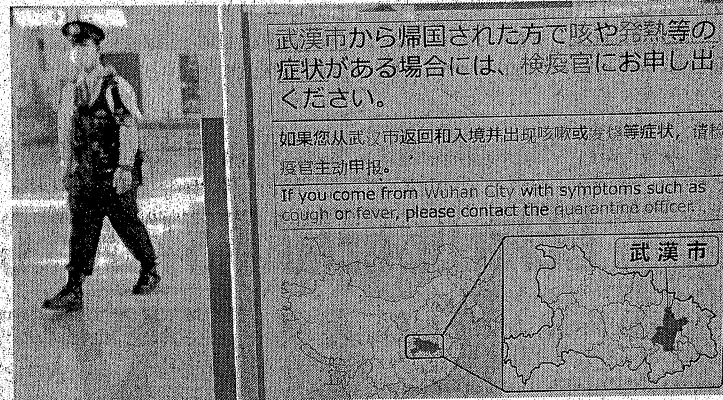 武漢市から帰国された方で咳や発熱等の
症状がある場合には、検疫官にお申し出
ください。
如果您从武汉市返回和入境并出现咳嗽或发烧等症状，请检
疫官主动申报。
If you come from Wuhan City with symptoms such as
cough or fever, please contact the quarantine officer.
武漢市